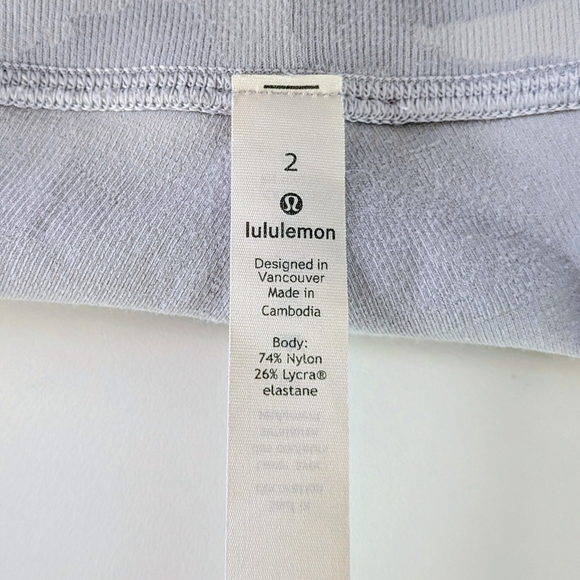 2
lululemon
Designed in
Vancouver
Made in
Cambodia
Body:
74% Nylon
26% Lycra®
elastane